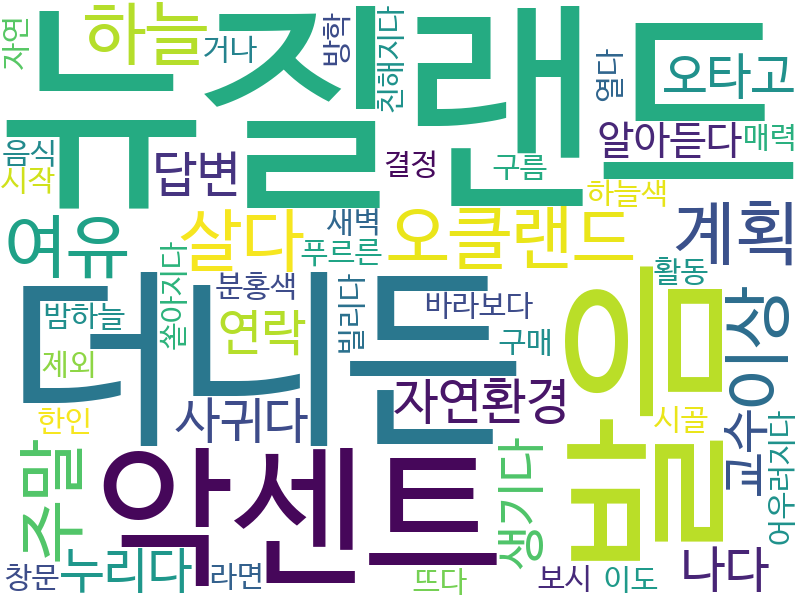 뉴질랜드
하늘
자연
거나
방학
친해지다
열다
오타고
음식
시작
답변
결정
구름
알아듣다
매력
하늘색
여유
살다
새벽
푸르른
오클랜드
계획
쏟아지다
분홍색
빌리다
바라보다
활동
더니든
발음
이상
밤하늘
연락
구매
제외
한인
사귀다
자연환경
시골
교수
어우러지다
주말
악센트
생기다
창문
누리다
라면
뜨다
보시
이도
나다